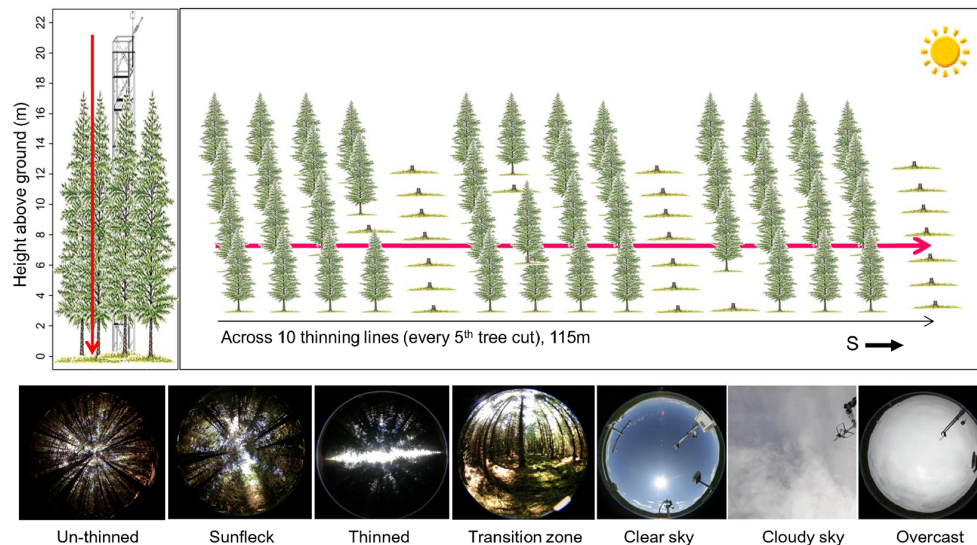 Height above ground (m)
22
20
18
16
14
12
10
8
6
4
2
0
Across 10 thinning lines (every 5th tree cut), 115m
S
Un-thinned
Sunfleck
Thinned
Transition zone
Clear sky
Cloudy sky
Overcast